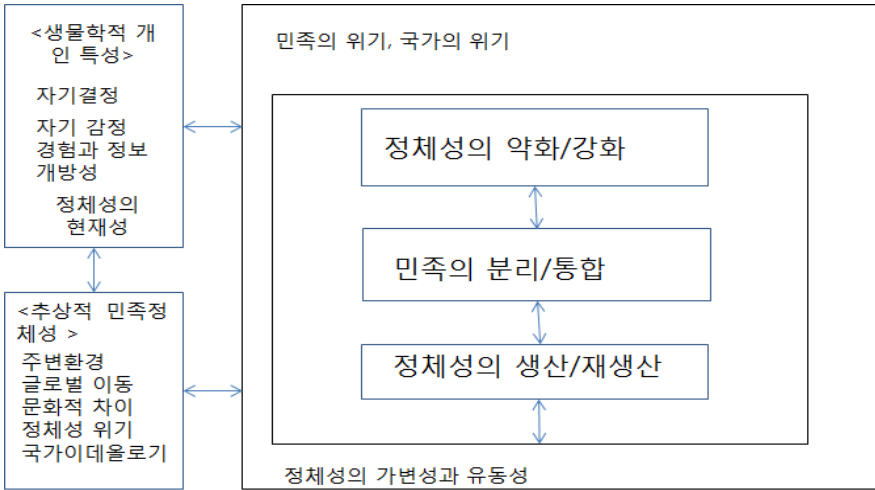 <생물학적 개
인 특성>
자기결정
자기 감정
경험과 정보
개방성
정체성의
현재성
<추상적 민족정
체성 >
주변환경
글로벌 이동
문화적 차이
정체성 위기
국가이데올로기
민족의 위기, 국가의 위기
정체성의 약화/강화
민족의 분리/통합
정체성의 생산/재생산
정체성의 가변성과 유동성